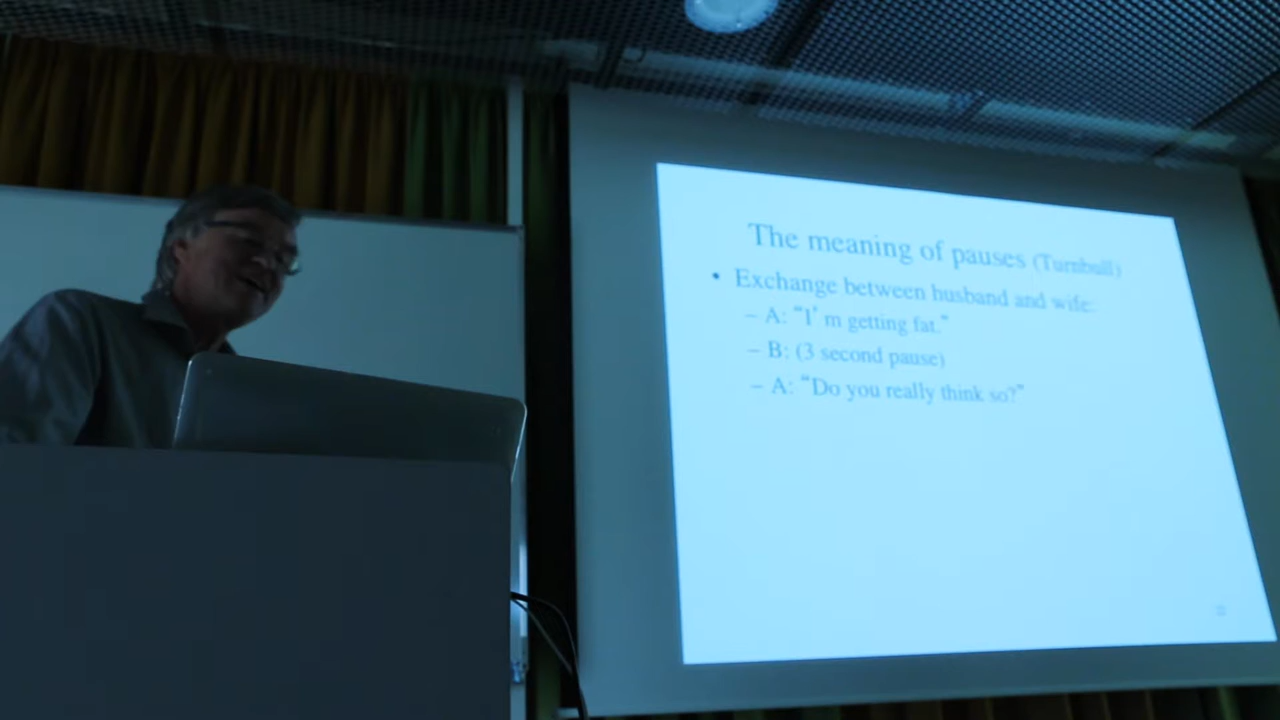 The meaning of pauses (Turnbull)
• Exchange between husband and wife:
– A: “I’m getting fat.”
– B: (3 second pause)
– A: “Do you really think so?”